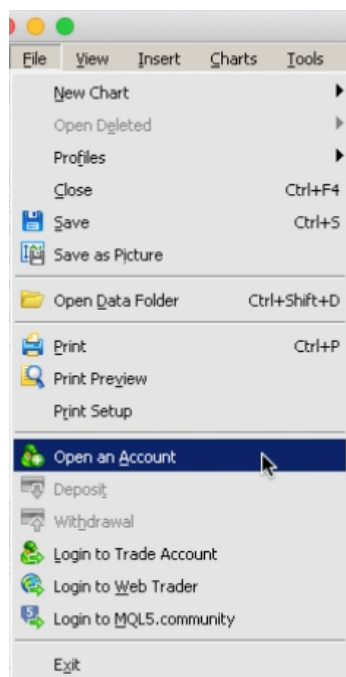 File View Insert Charts Tools
New Chart
Open Deleted
Profiles
Close Ctrl+F4
Save Ctrl+S
Save as Picture
Open Data Folder Ctrl+Shift+D
Print Ctrl+P
Print Preview
Print Setup
Open an Account
Deposit
Withdrawal
Login to Trade Account
Login to Web Trader
Login to MQL5.community
Exit